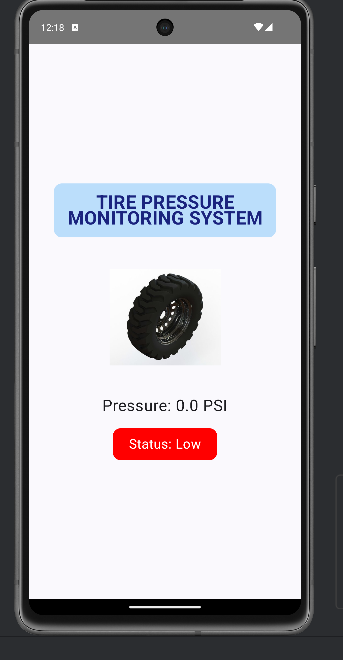 12:18
TIRE PRESSURE
MONITORING SYSTEM
Pressure: 0.0 PSI
Status: Low